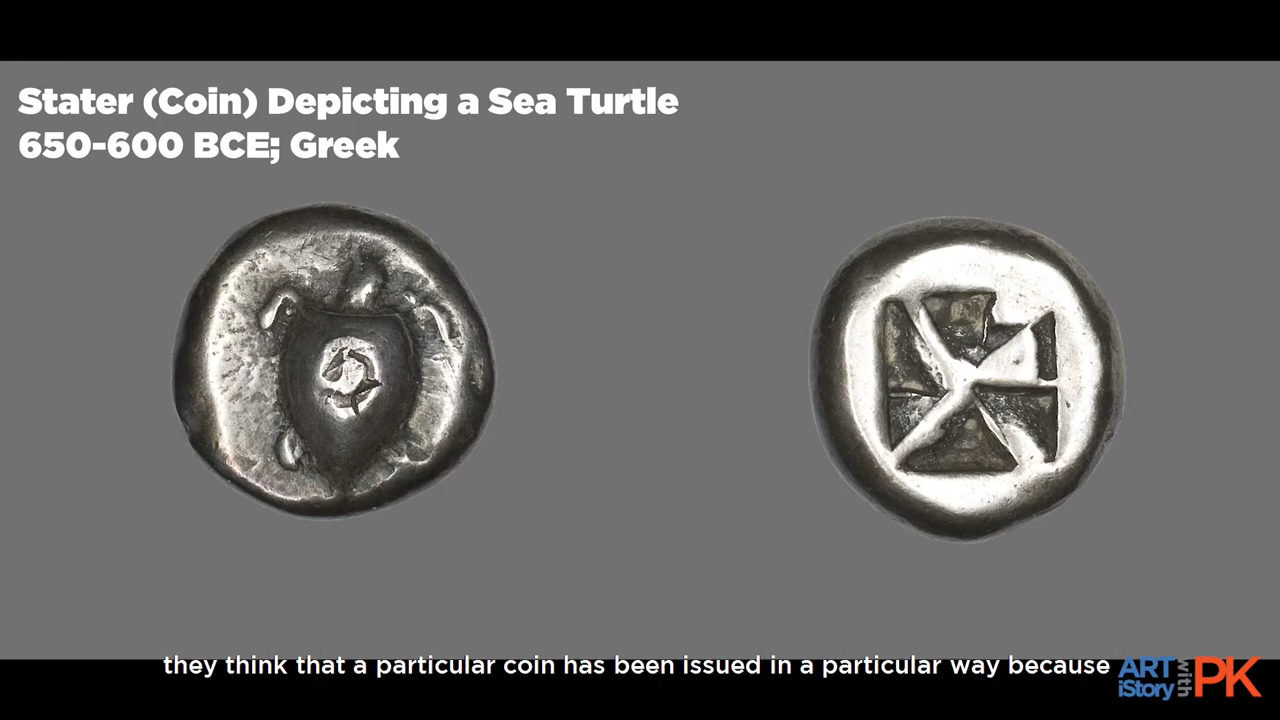 Stater (Coin) Depicting a Sea Turtle
650-600 BCE; Greek
they think that a particular coin has been issued in a particular way because
ART
iStory
with
PK